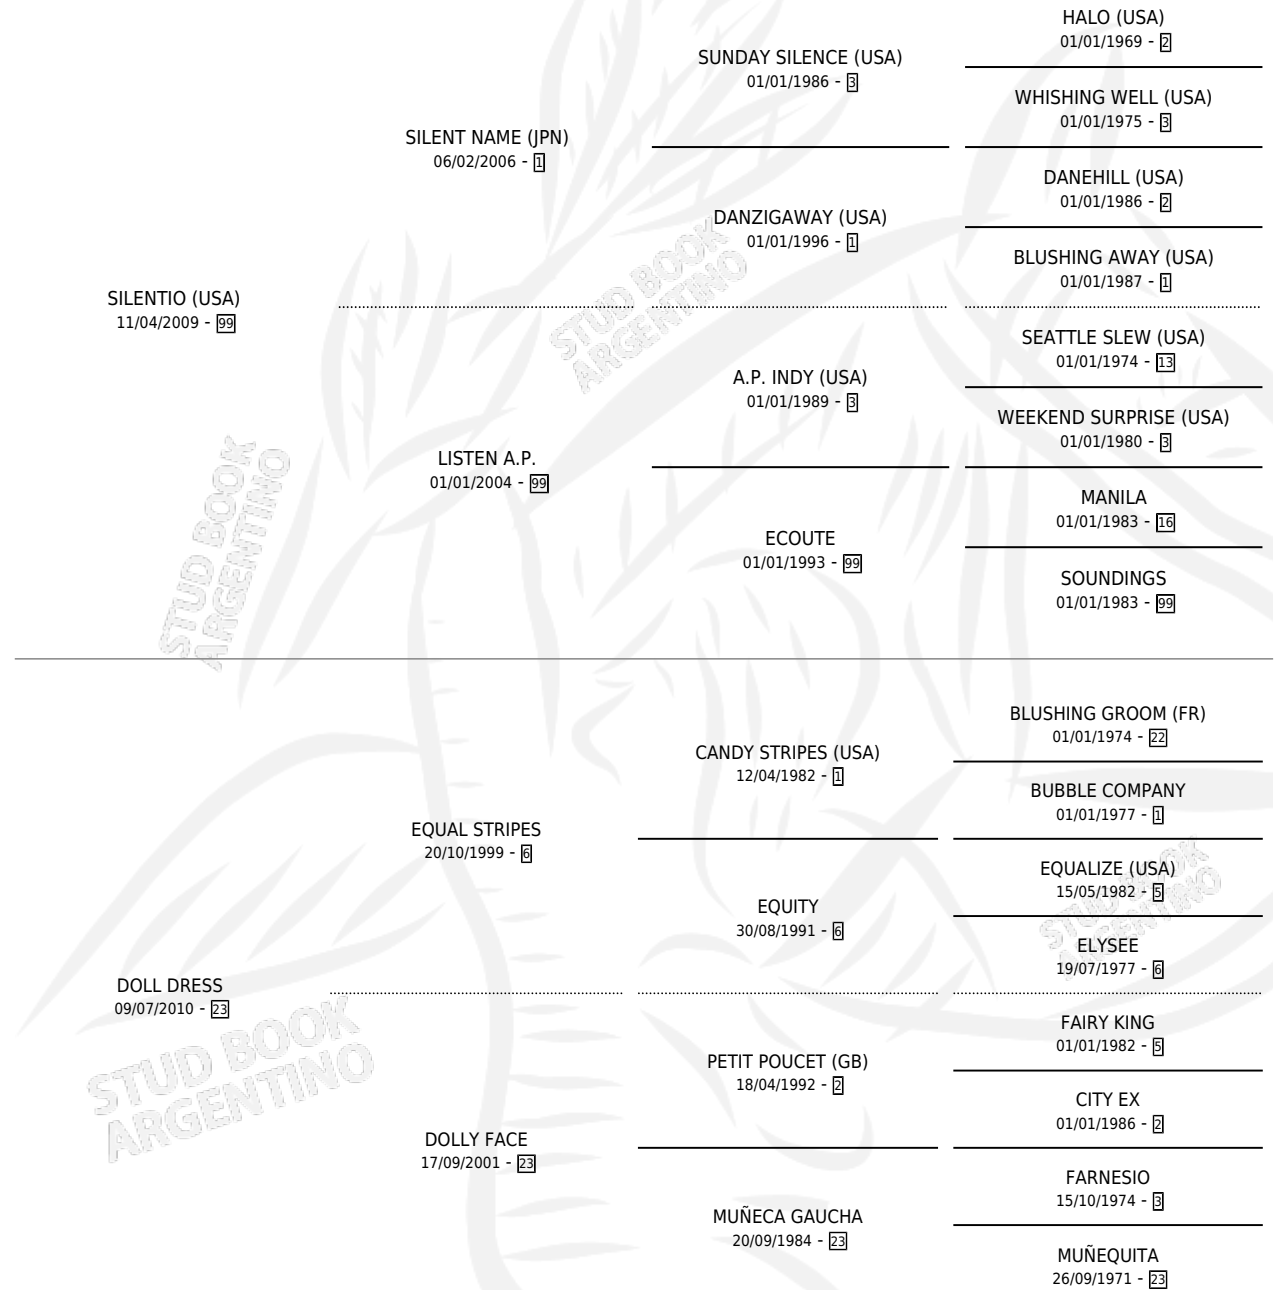 HALO (USA)
01/01/1969 - 2
SUNDAY SILENCE (USA)
01/01/1986 - 3
WHISHING WELL (USA)
01/01/1975 - 3
SILENT NAME (JPN)
06/02/2006 - 1
DANEHILL (USA)
01/01/1986 - 2
DANZIGAWAY (USA)
01/01/1996 - 1
BLUSHING AWAY (USA)
01/01/1987 - 1
SILENTIO (USA)
11/04/2009 - 99
STUD BOOK
ARGENTINO
SEATTLE SLEW (USA)
01/01/1974 - 13
A.P. INDY (USA)
01/01/1989 - 3
WEEKEND SURPRISE (USA)
01/01/1980 - 3
LISTEN A.P.
01/01/2004 - 99
MANILA
01/01/1983 - 16
ECOUTE
01/01/1993 - 99
SOUNDINGS
01/01/1983 - 99
STUD BOOK
ARGENTINO
BLUSHING GROOM (FR)
01/01/1974 - 22
CANDY STRIPES (USA)
12/04/1982 - 1
BUBBLE COMPANY
01/01/1977 - 1
EQUAL STRIPES
20/10/1999 - 6
EQUALIZE (USA)
15/05/1982 - 5
EQUITY
30/08/1991 - 6
STUD BOOK
ARGENTINO
ELYSEE
19/07/1977 - 6
DOLL DRESS
09/07/2010 - 23
STUD BOOK
ARGENTINO
FAIRY KING
01/01/1982 - 5
PETIT POUCET (GB)
18/04/1992 - 2
CITY EX
01/01/1986 - 2
DOLLY FACE
17/09/2001 - 23
FARNESIO
15/10/1974 - 3
MUÑECA GAUCHA
20/09/1984 - 23
MUÑEQUITA
26/09/1971 - 23